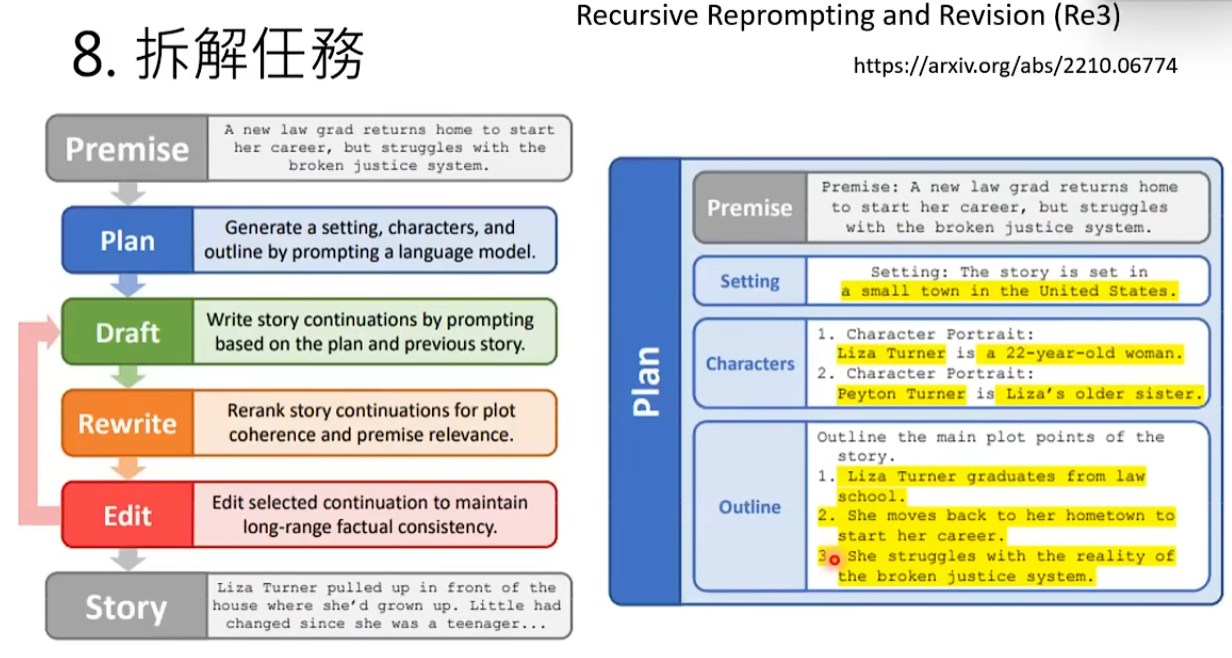 Recursive Reprompting and Revision (Re3)
8. 拆解任務
https://arxiv.org/abs/2210.06774
Premise
A new law grad returns home to start
her career, but struggles with the
broken justice system.
Plan
Generate a setting, characters, and
outline by prompting a language model.
Draft
Write story continuations by prompting
based on the plan and previous story.
Rewrite
Rerank story continuations for plot
coherence and premise relevance.
Edit
Edit selected continuation to maintain
long-range factual consistency.
Story
Liza Turner pulled up in front of the
house where she'd grown up. Little had
changed since she was a teenager...
Plan
Premise
Premise: A new law grad returns home
to start her career, but struggles
with the broken justice system.
Setting
Setting: The story is set in
a small town in the United States.
Characters
1. Character Portrait:
Liza Turner is a 22-year-old woman.
2. Character Portrait:
Peyton Turner is Liza's older sister.
Outline
Outline the main plot points of the
story.
1. Liza Turner graduates from law
school.
2. She moves back to her hometown to
start her career.
3. She struggles with the reality of
the broken justice system.